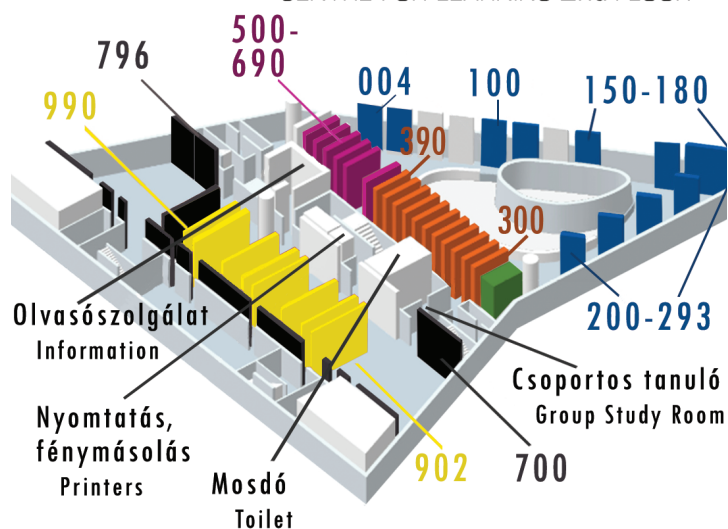 500-
690
796
004
100
150-180
990
390
300
200-293
Olvasószolgálat
Information
Csoportos tanuló
Group Study Room
Nyomtatás,
fénymásolás
Printers
902
700
Mosdó
Toilet